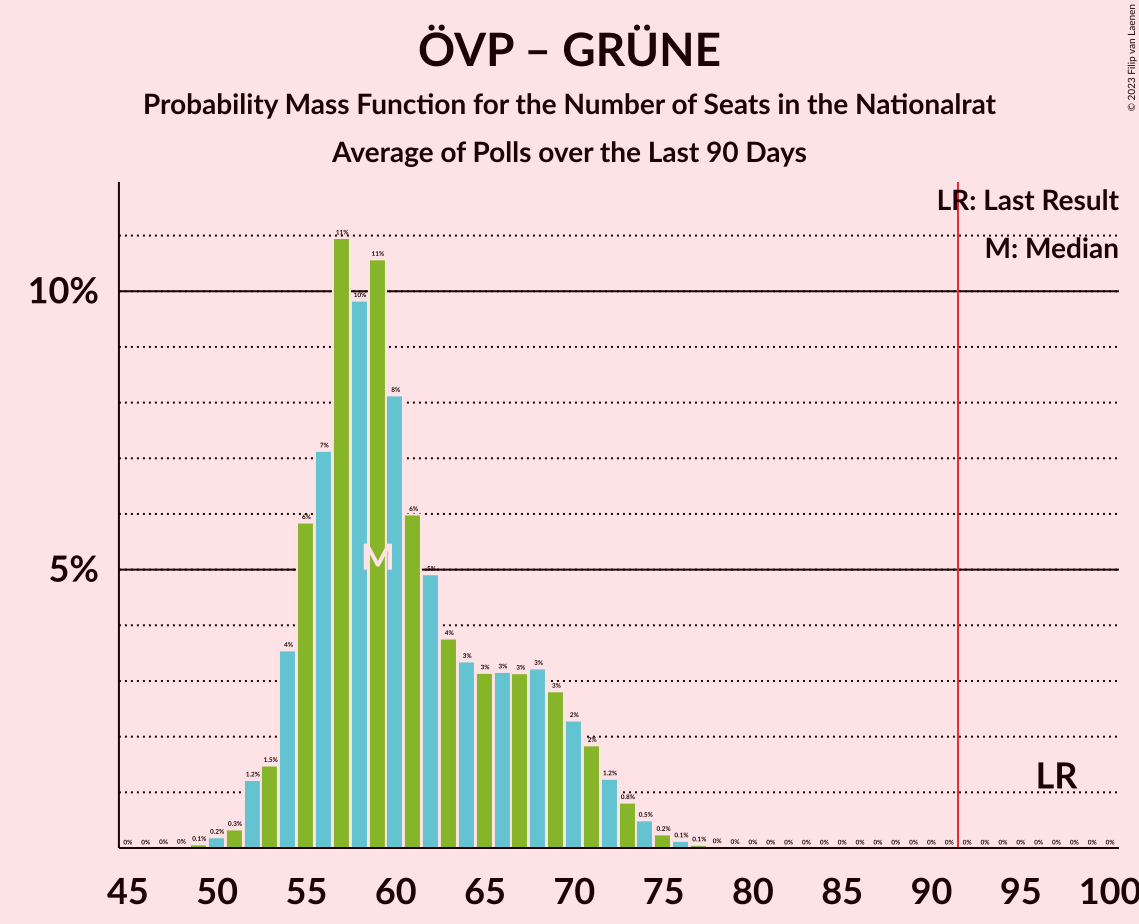 ÖVP – GRÜNE
Probability Mass Function for the Number of Seats in the Nationalrat
Average of Polls over the Last 90 Days
© 2023 Filip van Laenen
LR: Last Result
M: Median
10%
5%
0% 0% 0% 0% 0.1% 0.2% 0.3% 1.2% 1.5% 4% 6% 7% 11% 10% 11% 8% 6% 5% 4% 3% 3% 3% 3% 3% 3% 2% 2% 1.2% 0.8% 0.5% 0.2% 0.1% 0.1% 0% 0% 0% 0% 0% 0% 0% 0% 0% 0% 0% 0% 0% 0% 0% 0% 0% 0% 0% 0% 0% 0% 0%
M
LR
45 50 55 60 65 70 75 80 85 90 95 100